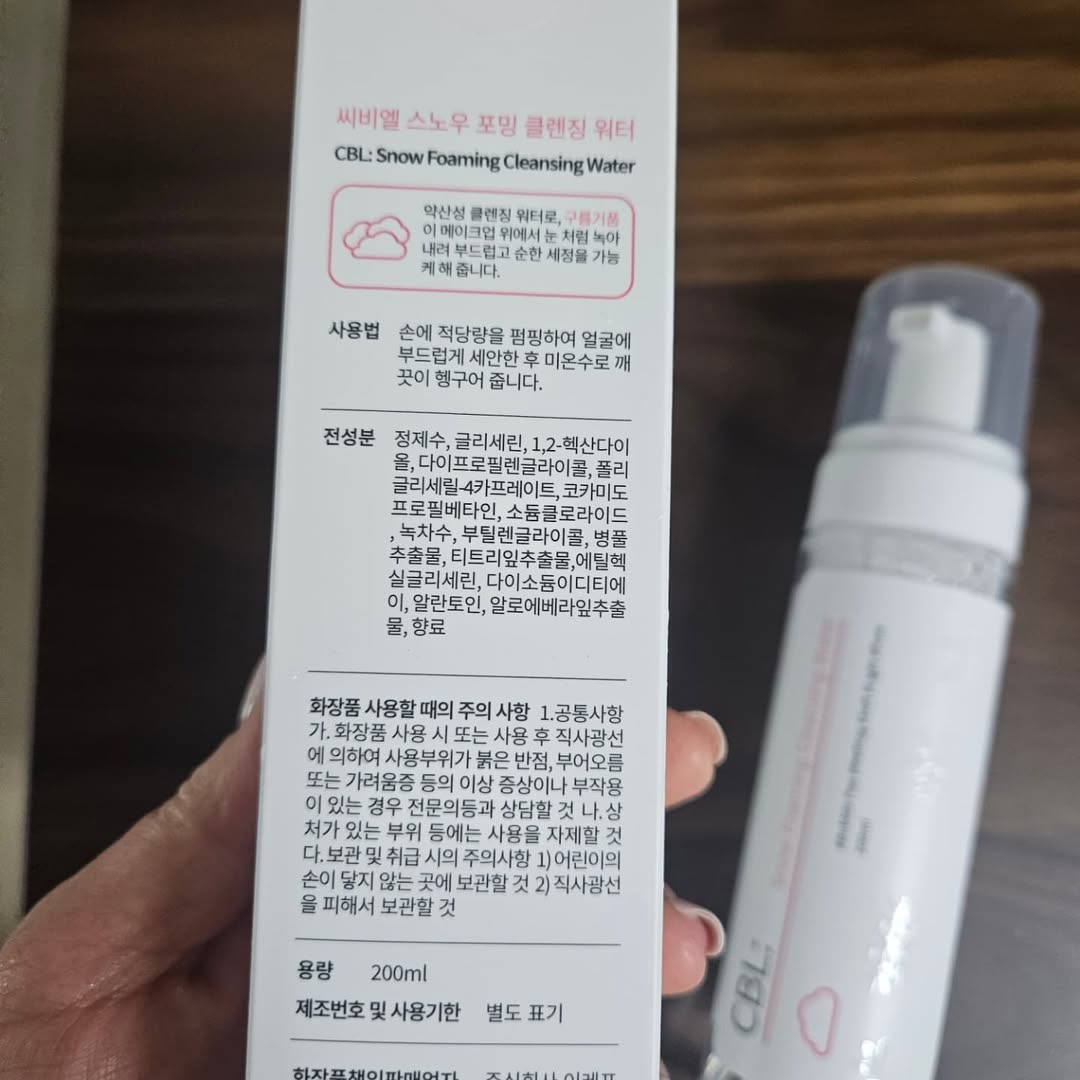 씨비엘 스노우 포밍 클렌징 워터
CBL: Snow Foaming Cleansing Water
약산성 클렌징 워터로, 구름거품
이 메이크업 위에서 눈 처럼 녹아
내려 부드럽고 순한 세정을 가능
케 해 줍니다.
사용법 손에 적당량을 펌핑하여 얼굴에
부드럽게 세안한 후 미온수로 깨
끗이 헹구어 줍니다.
전성분 정제수, 글리세린, 1,2-헥산다이
올, 다이프로필렌글라이콜, 폴리
글리세릴-4카프레이트, 코카미도
프로필베타인, 소듐클로라이드
, 녹차수, 부틸렌글라이콜, 병풀
추출물, 티트리잎추출물,에틸헥
실글리세린, 다이소듐이디티에
이, 알란토인, 알로에베라잎추출
물, 향료
화장품 사용할 때의 주의 사항 1.공통사항
가. 화장품 사용 시 또는 사용 후 직사광선
에 의하여 사용부위가 붉은 반점, 부어오름
또는 가려움증 등의 이상 증상이나 부작용
이 있는 경우 전문의등과 상담할 것 나. 상
처가 있는 부위 등에는 사용을 자제할 것
다. 보관 및 취급 시의 주의사항 1) 어린이의
손이 닿지 않는 곳에 보관할 것 2) 직사광선
을 피해서 보관할 것
용량 200ml
제조번호 및 사용기한 별도 표기
화장품책임판매업자 주식회사
CBL:
Snow Foaming Cleansing Water
200ml